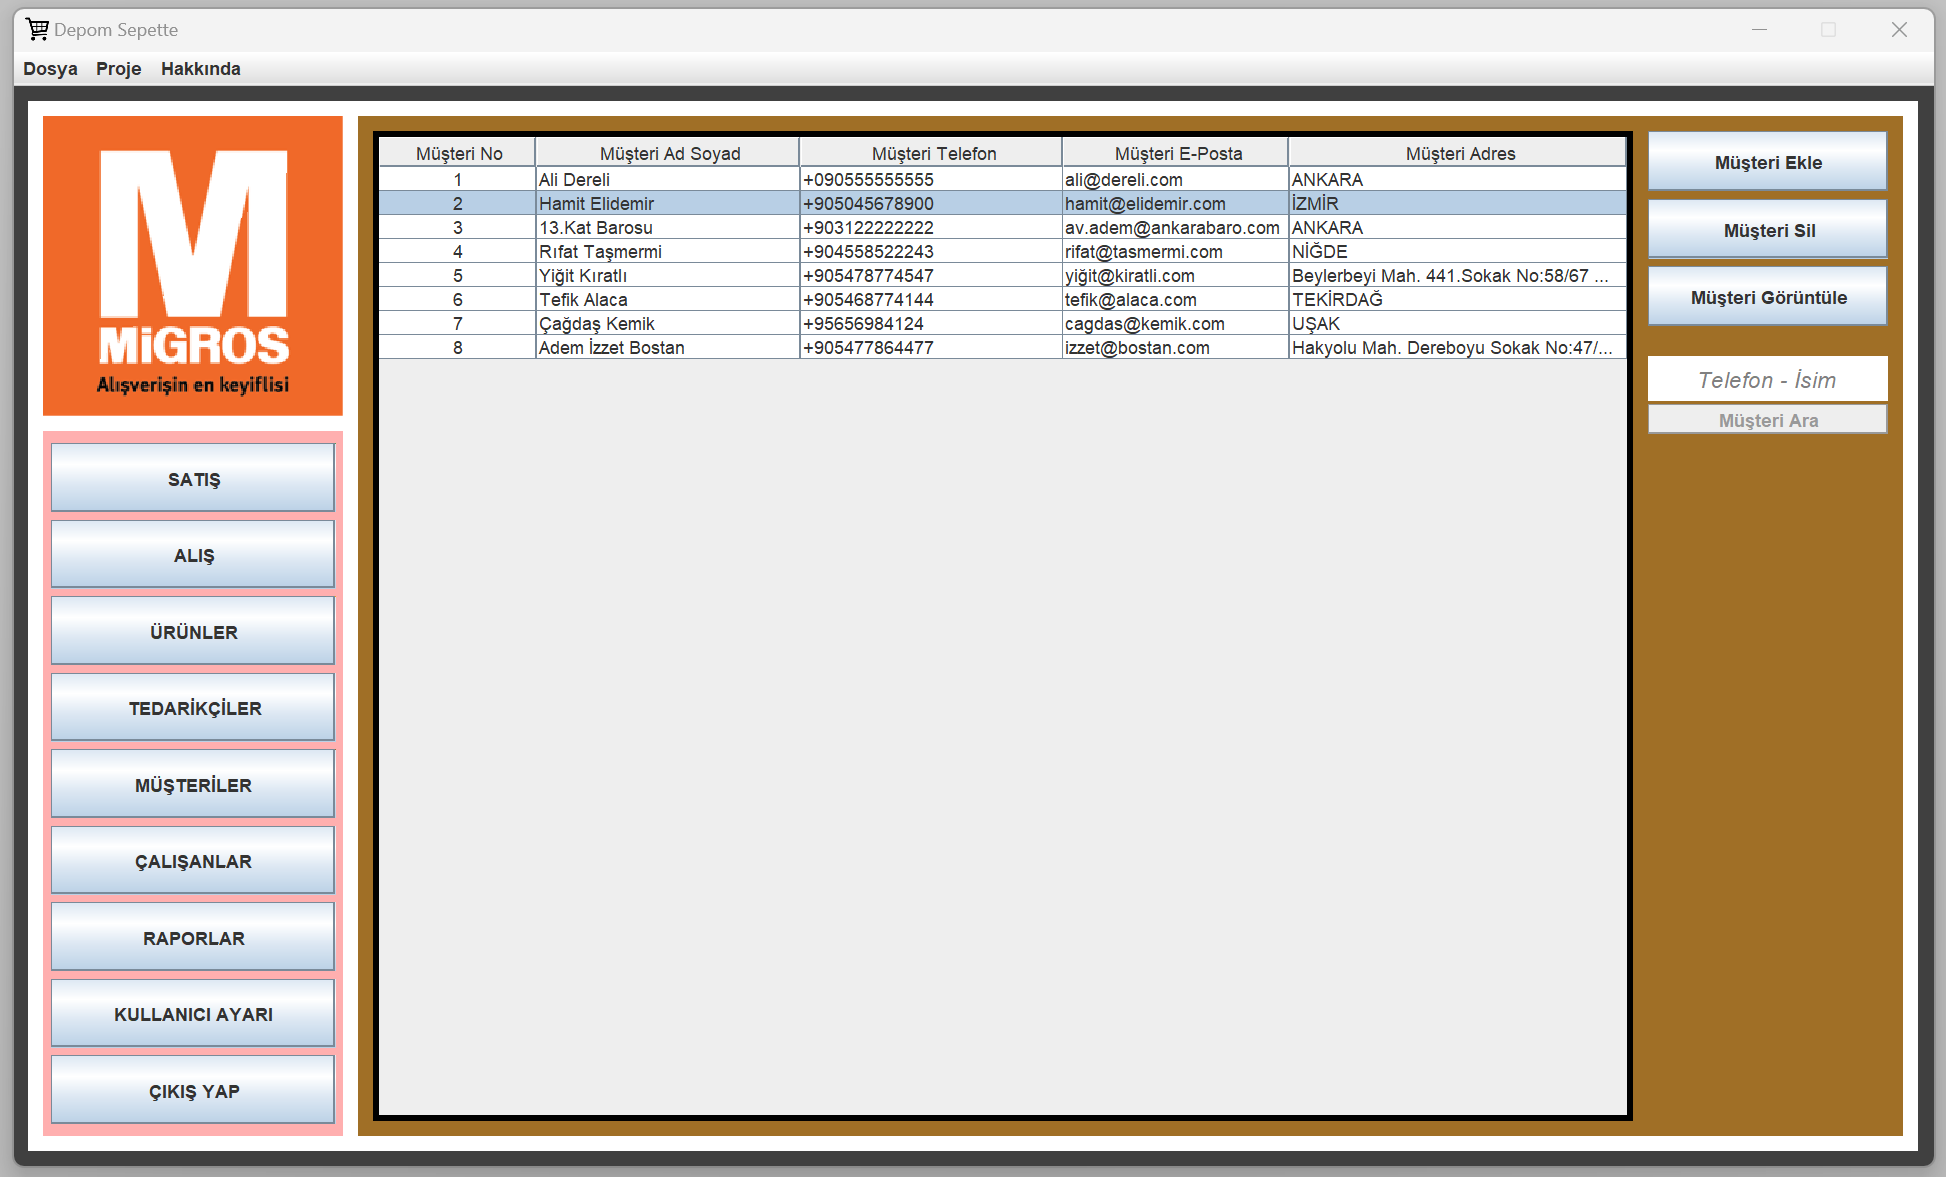 Depom Sepette
Dosya Proje Hakkında
MiGROS
Alışverişin en keyiflisi
SATIŞ
ALIŞ
ÜRÜNLER
TEDARİKÇİLER
MÜŞTERİLER
ÇALIŞANLAR
RAPORLAR
KULLANICI AYARI
ÇIKIŞ YAP
Müşteri No Müşteri Ad Soyad Müşteri Telefon Müşteri E-Posta Müşteri Adres
1 Ali Dereli +090555555555 ali@dereli.com ANKARA
2 Hamit Elidemir +905045678900 hamit@elidemir.com İZMİR
3 13.Kat Barosu +903122222222 av.adem@ankarabaro.com ANKARA
4 Rıfat Taşmermi +904558522243 rifat@tasmermi.com NİĞDE
5 Yiğit Kıratlı +905478774547 yiğit@kiratli.com Beylerbeyi Mah. 441.Sokak No:58/67 ...
6 Tefik Alaca +905468774144 tefik@alaca.com TEKİRDAĞ
7 Çağdaş Kemik +95656984124 cagdas@kemik.com UŞAK
8 Adem İzzet Bostan +905477864477 izzet@bostan.com Hakyolu Mah. Dereboyu Sokak No:47/...
Müşteri Ekle
Müşteri Sil
Müşteri Görüntüle
Telefon - İsim
Müşteri Ara